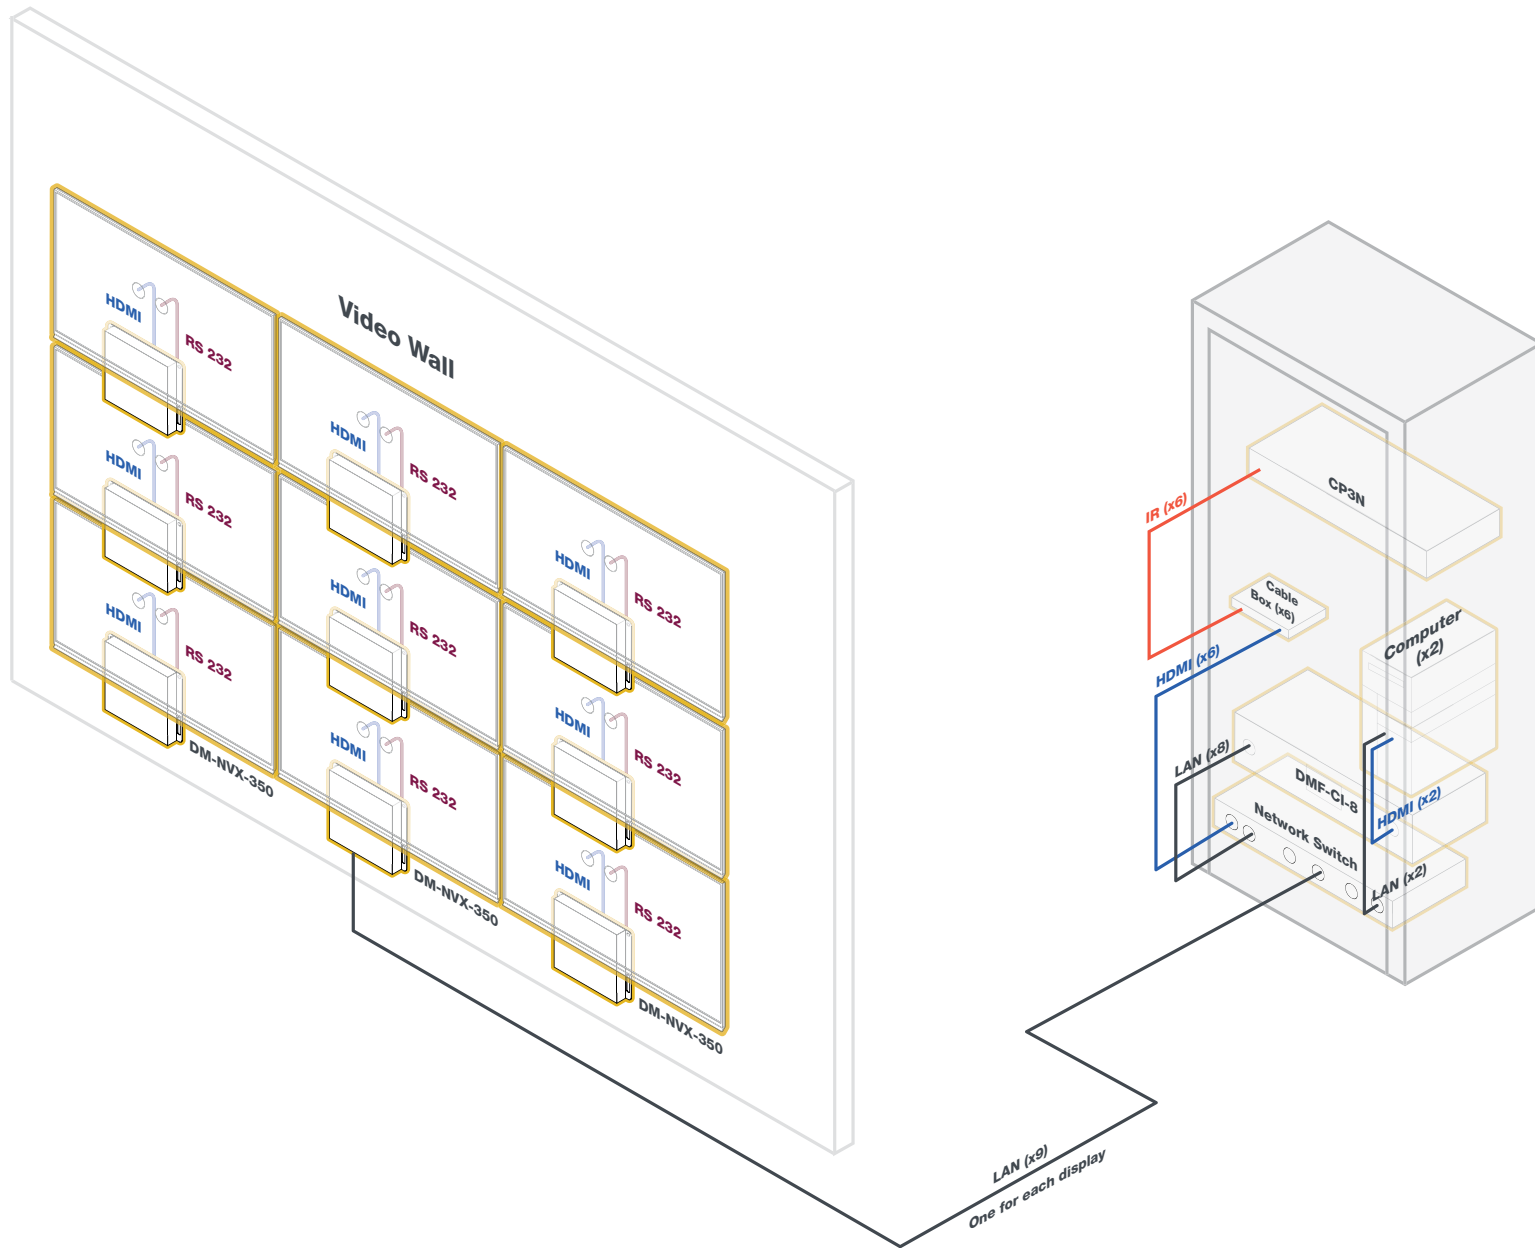 Video Wall
HDMI
RS 232
HDMI
RS 232
HDMI
RS 232
HDMI
RS 232
HDMI
RS 232
HDMI
RS 232
HDMI
RS 232
HDMI
RS 232
HDMI
RS 232
DM-NVX-350
DM-NVX-350
DM-NVX-350
LAN (x9)
One for each display
IR (x6)
CP3N
Cable
Box (x6)
Computer
(x2)
HDMI (x6)
LAN (x8)
DMF-CI-8
HDMI (x2)
Network Switch
LAN (x2)